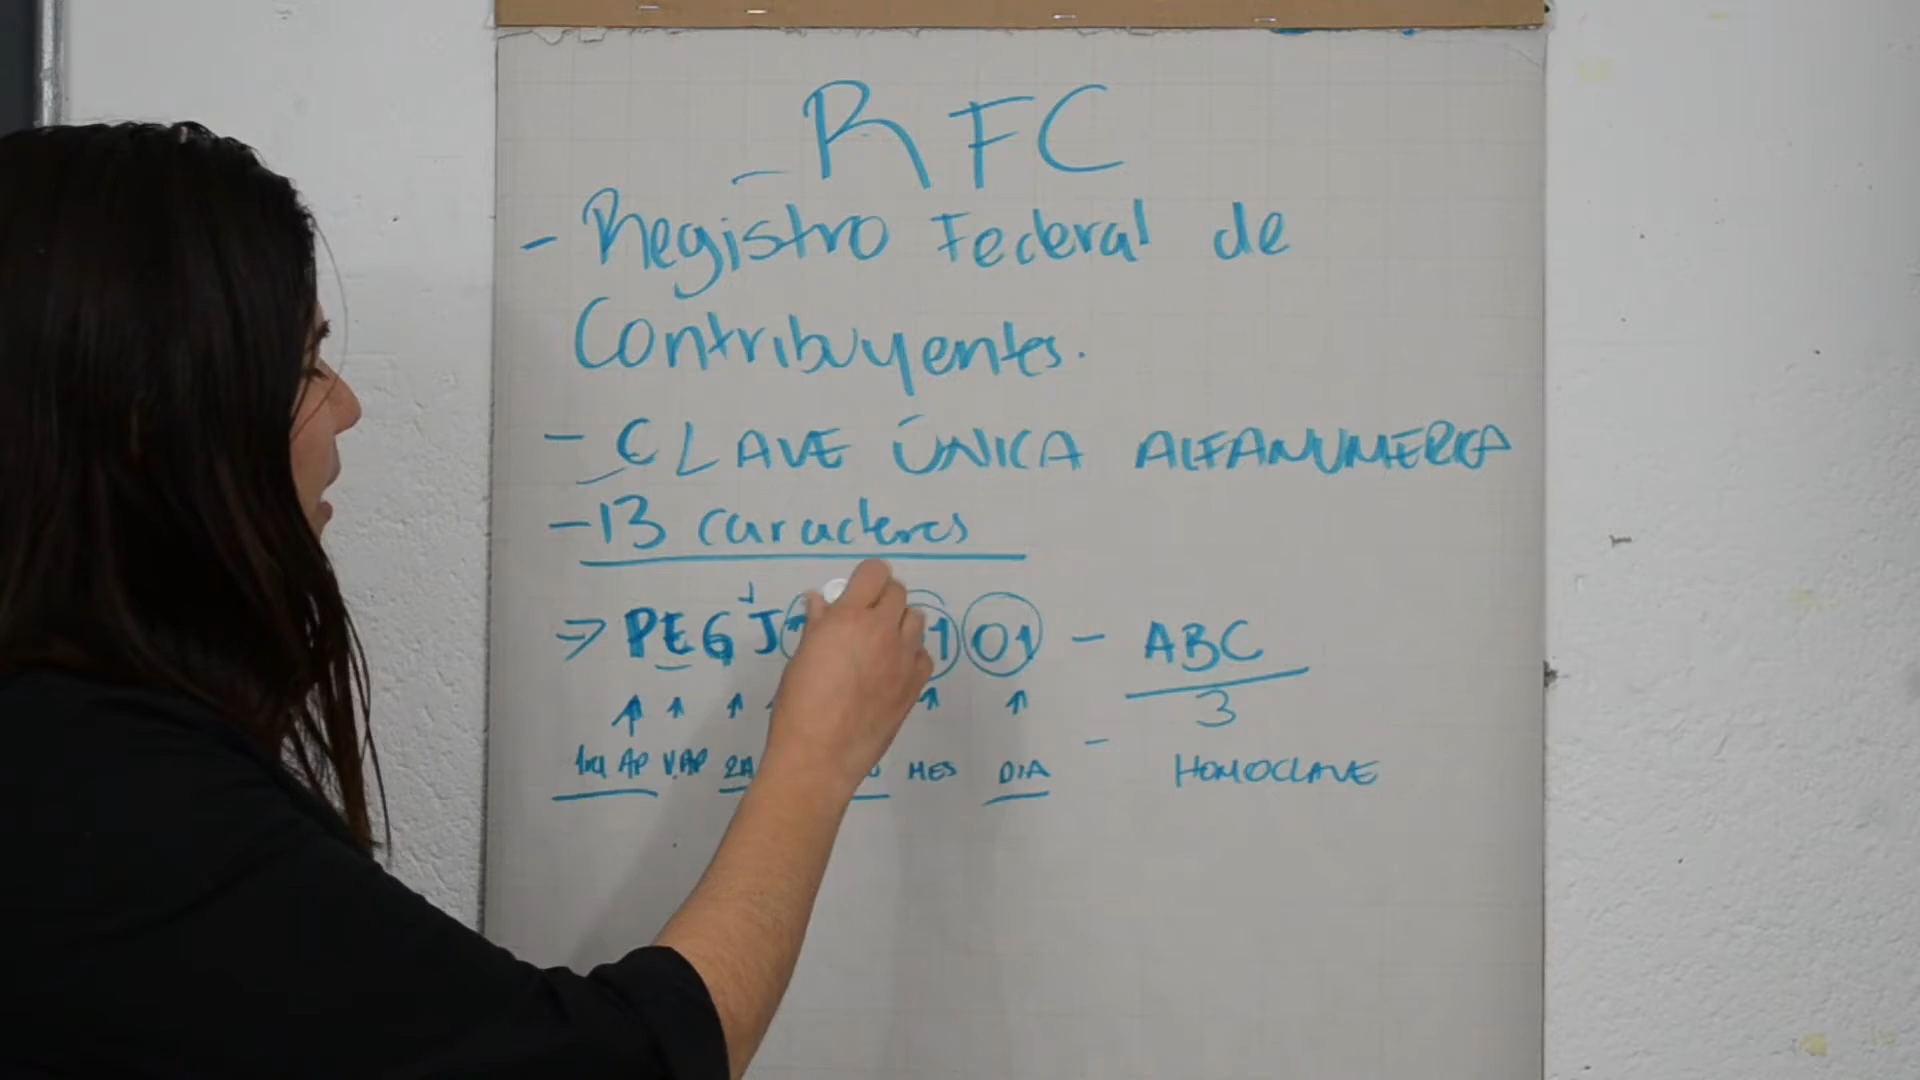 RFC
- Registro Federal de
Contribuyentes.
- CLAVE ÚNICA ALFANUMERICA
- 13 caracteres
=> PEGJ 1 01 - ABC
3
1ra AP V.AP 2A MES DIA - HOMOCLAVE